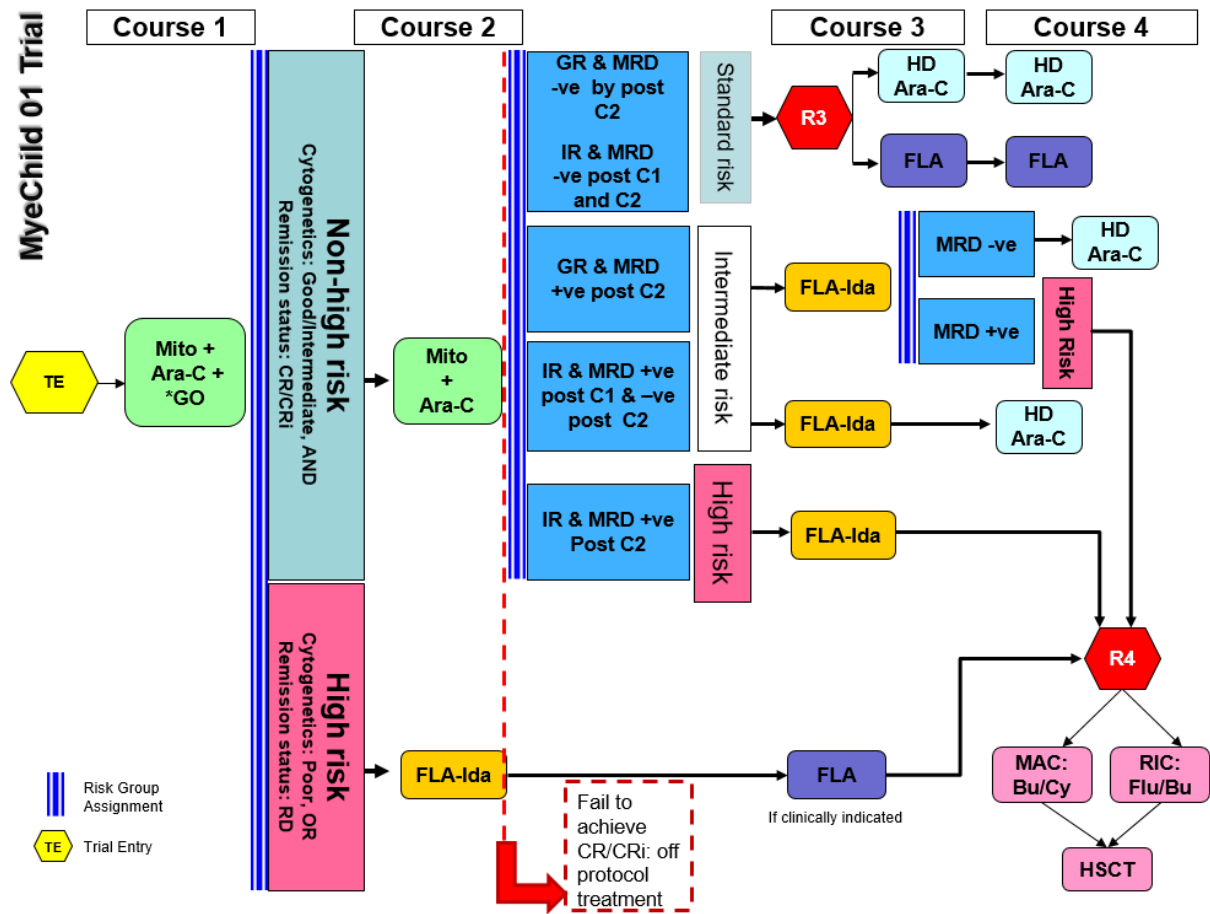 MyeChild 01 Trial
Course 1
Course 2
Course 3
Course 4
TE
Mito +
Ara-C +
*GO
Non-high risk
Cytogenetics: Good/Intermediate, AND
Remission status: CR/CRi
High risk
Cytogenetics: Poor, OR
Remission status: RD
Mito
+
Ara-C
FLA-Ida
GR & MRD
-ve by post
C2
IR & MRD
-ve post C1
and C2
Standard risk
R3
HD
Ara-C
HD
Ara-C
FLA
FLA
GR & MRD
+ve post C2
IR & MRD +ve
post C1 & –ve
post C2
Intermediate risk
FLA-Ida
MRD -ve
HD
Ara-C
MRD +ve
High Risk
FLA-Ida
HD
Ara-C
IR & MRD +ve
Post C2
High risk
FLA-Ida
R4
FLA
If clinically indicated
MAC:
Bu/Cy
RIC:
Flu/Bu
HSCT
Fail to
achieve
CR/CRi: off
protocol
treatment
Risk Group
Assignment
TE
Trial Entry